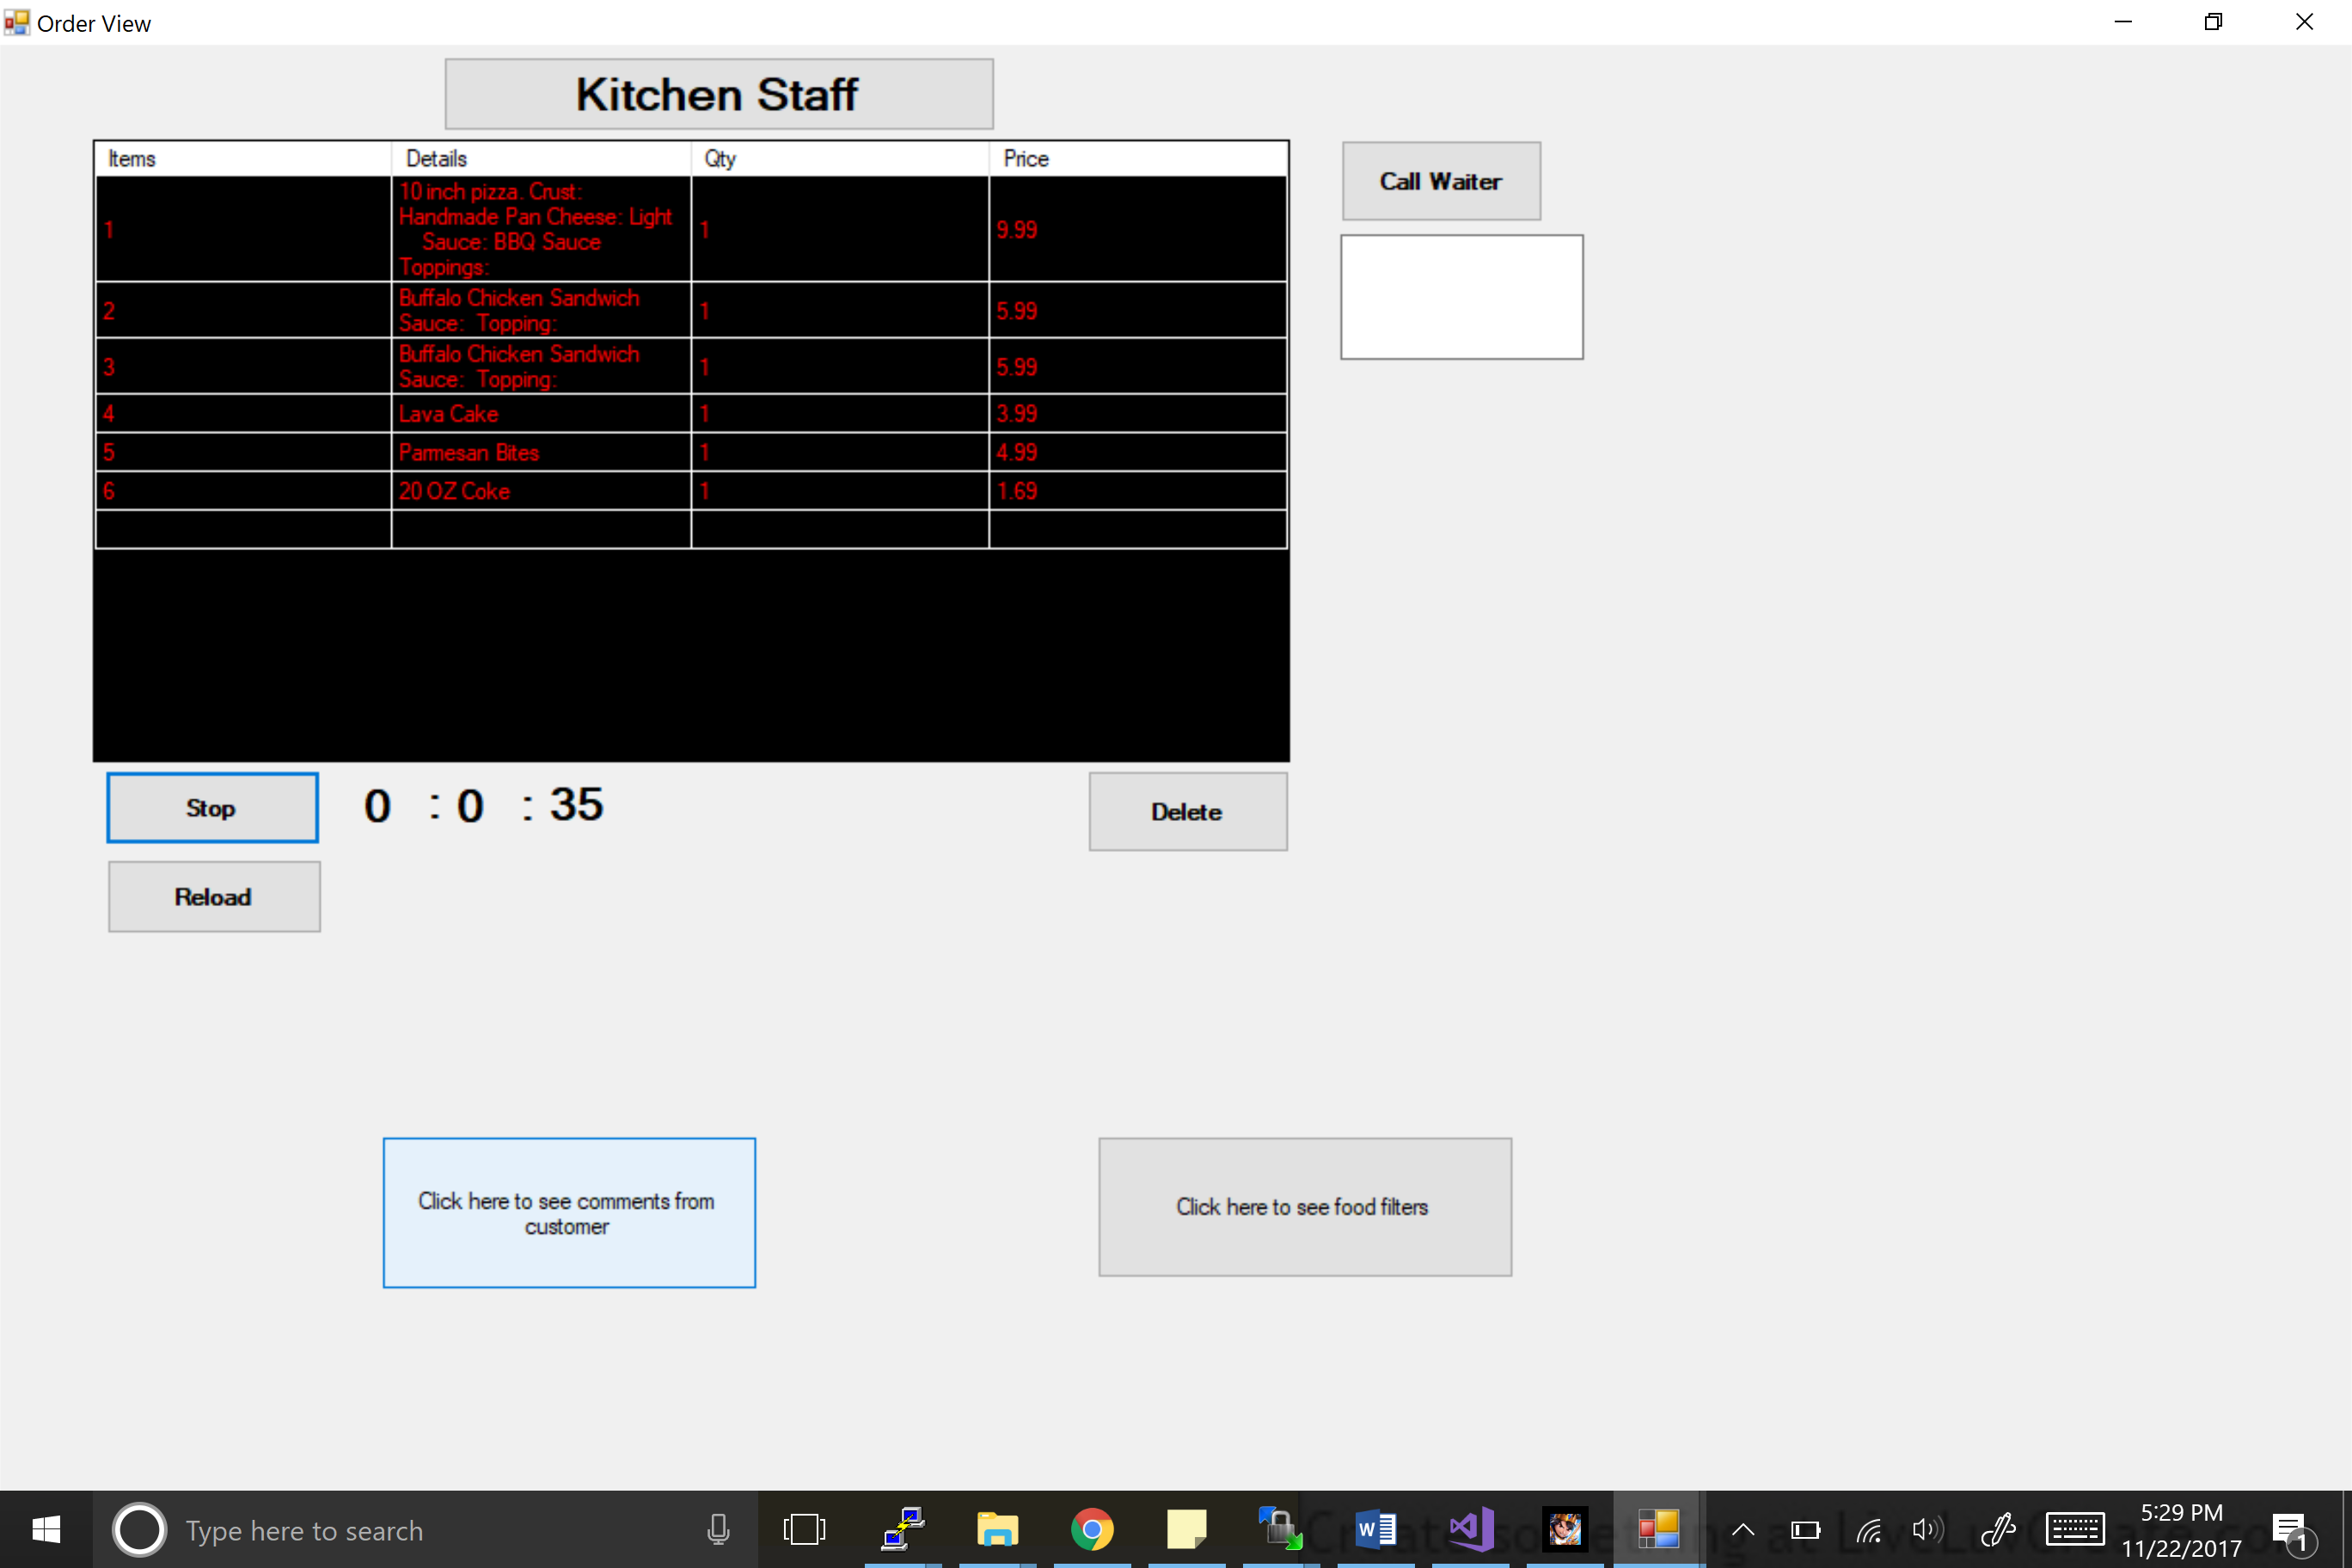 Order View
Kitchen Staff
Items Details Qty Price
1 10 inch pizza. Crust: 1 9.99
Handmade Pan Cheese: Light
Sauce: BBQ Sauce
Toppings:
2 Buffalo Chicken Sandwich 1 5.99
Sauce: Topping:
3 Buffalo Chicken Sandwich 1 5.99
Sauce: Topping:
4 Lava Cake 1 3.99
5 Parmesan Bites 1 4.99
6 20 OZ Coke 1 1.69
Call Waiter
Stop 0 : 0 : 35 Delete
Reload
Click here to see comments from
customer
Click here to see food filters
Type here to search
W
5:29 PM
11/22/2017
1